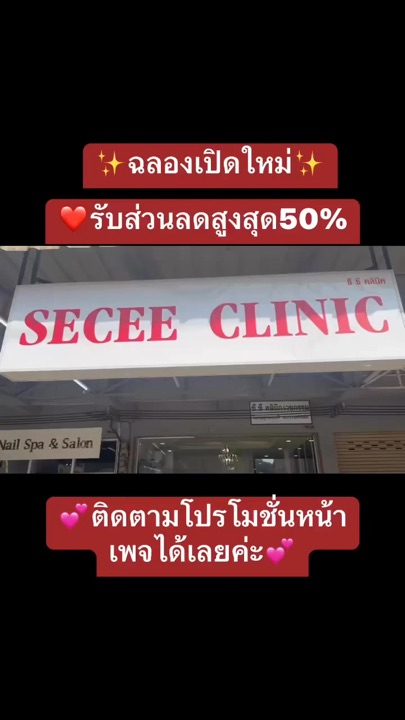 ✨ฉลองเปิดใหม่✨
❤️รับส่วนลดสูงสุด50%
ซี ซี คลินิค
SECEE CLINIC
Nail Spa & Salon
💕ติดตามโปรโมชั่นหน้า
เพจได้เลยค่ะ💕